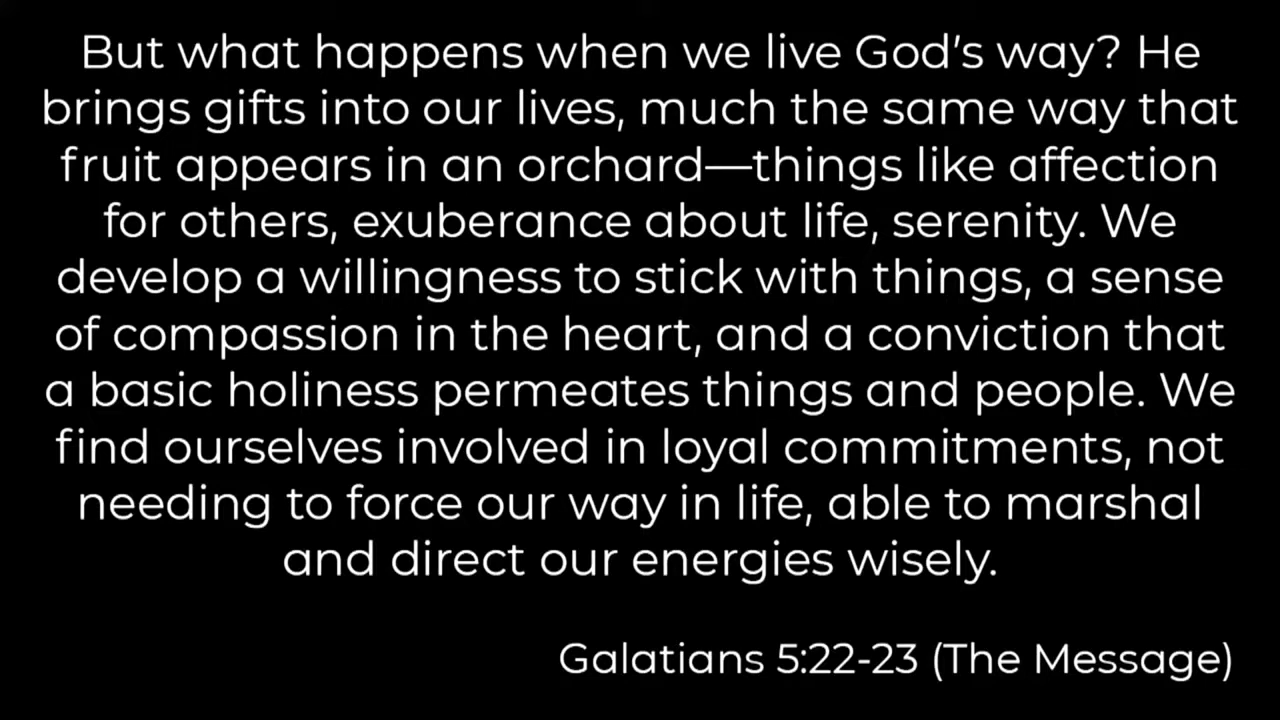 But what happens when we live God's way? He
brings gifts into our lives, much the same way that
fruit appears in an orchard—things like affection
for others, exuberance about life, serenity. We
develop a willingness to stick with things, a sense
of compassion in the heart, and a conviction that
a basic holiness permeates things and people. We
find ourselves involved in loyal commitments, not
needing to force our way in life, able to marshal
and direct our energies wisely.
Galatians 5:22-23 (The Message)